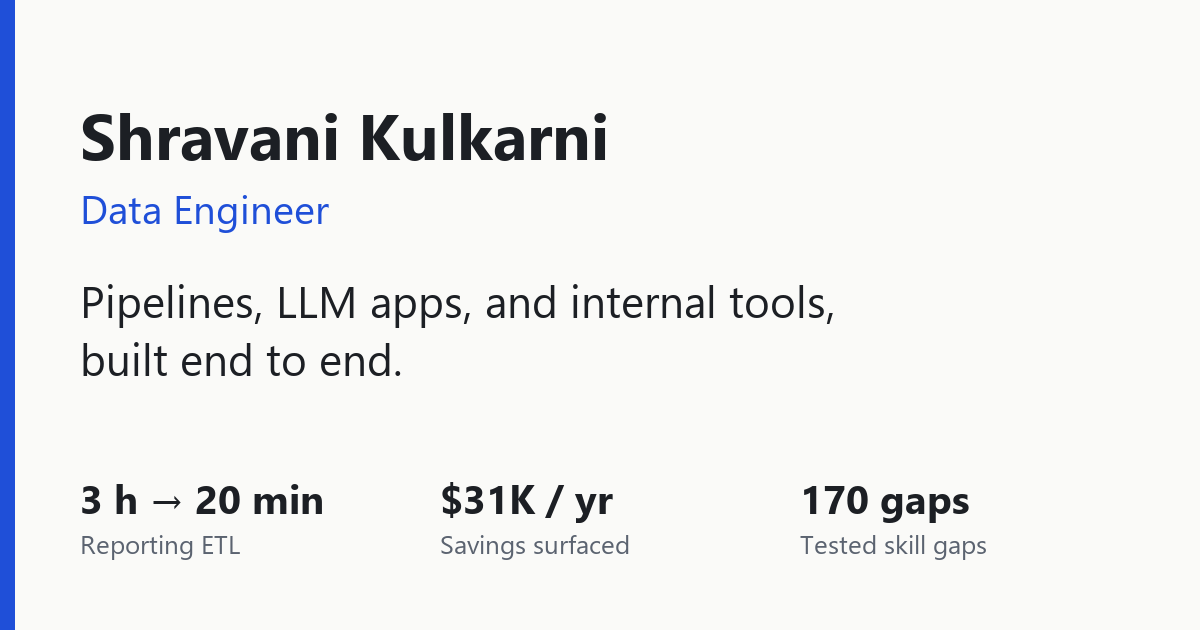 Shravani Kulkarni
Data Engineer
Pipelines, LLM apps, and internal tools,
built end to end.
3 h → 20 min
Reporting ETL
$31K / yr
Savings surfaced
170 gaps
Tested skill gaps